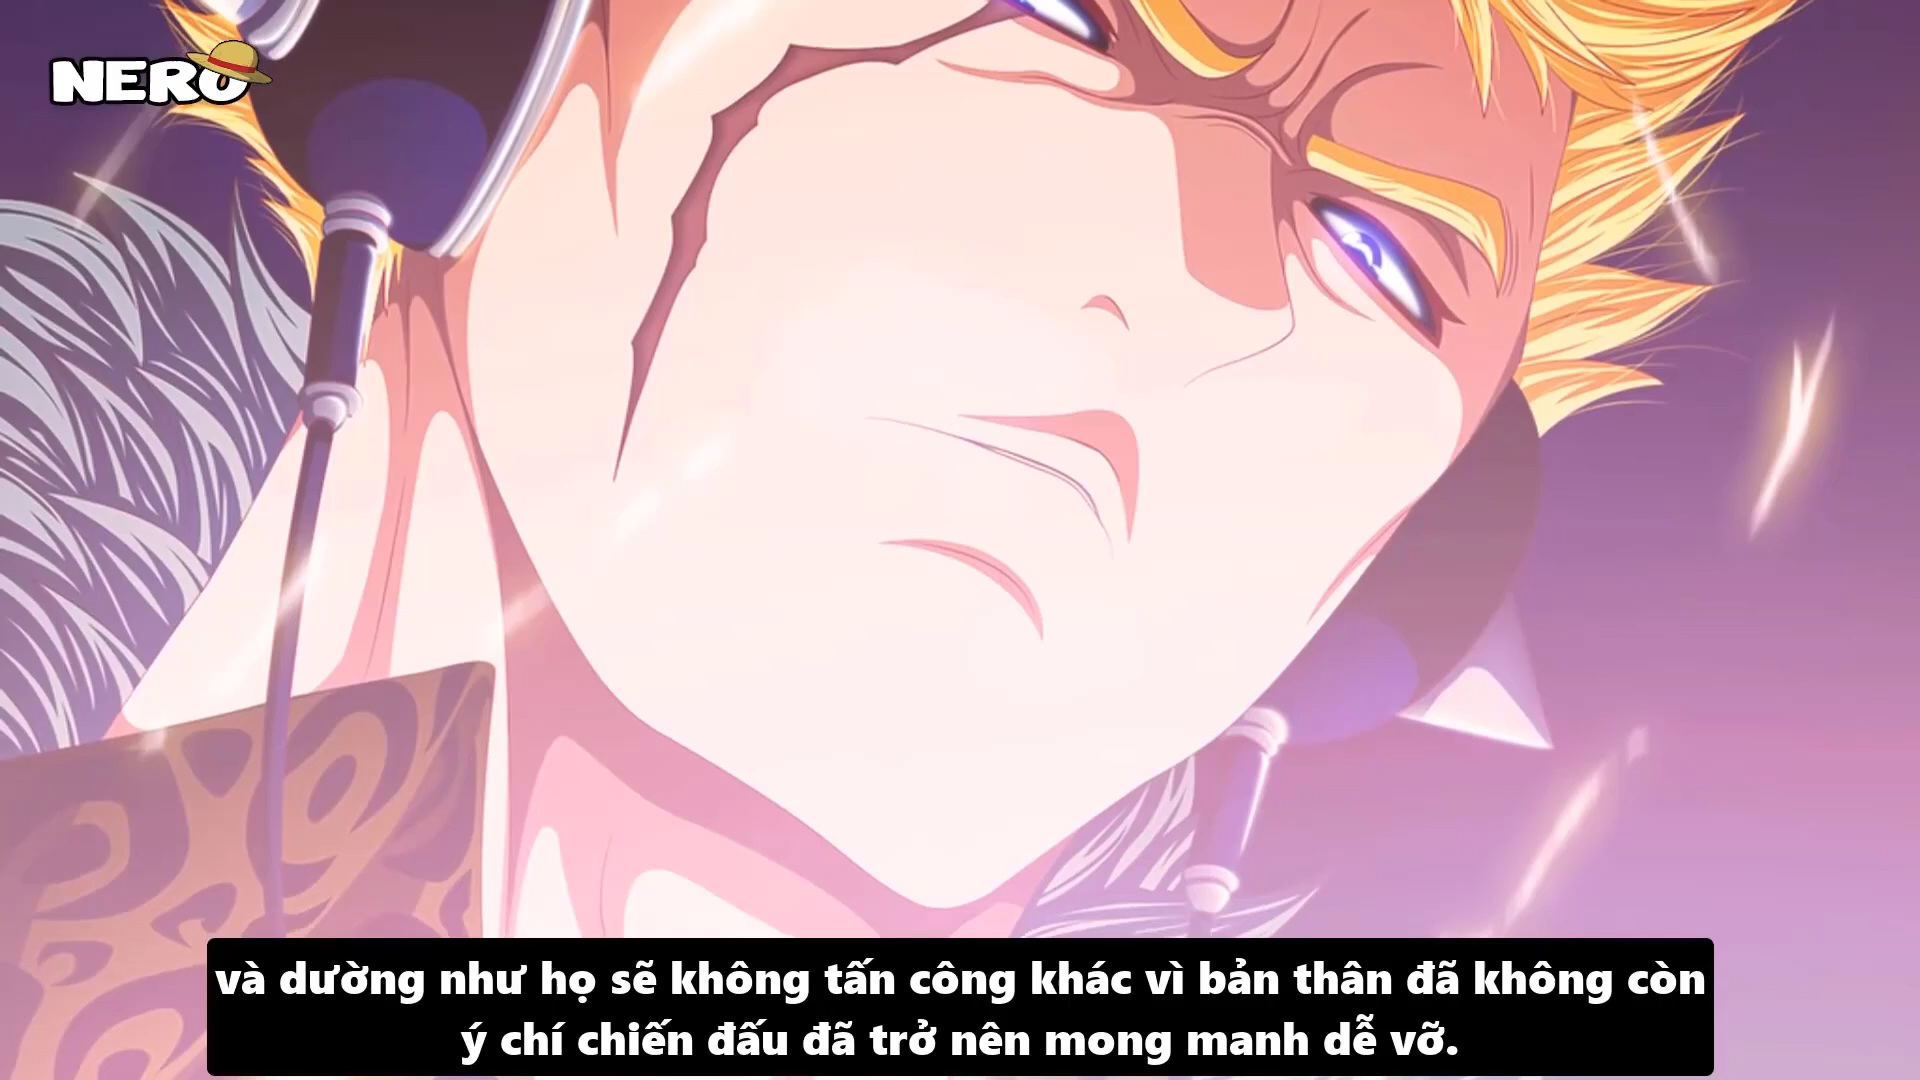 NERO
và dường như họ sẽ không tấn công khác vì bản thân đã không còn
ý chí chiến đấu đã trở nên mong manh dễ vỡ.